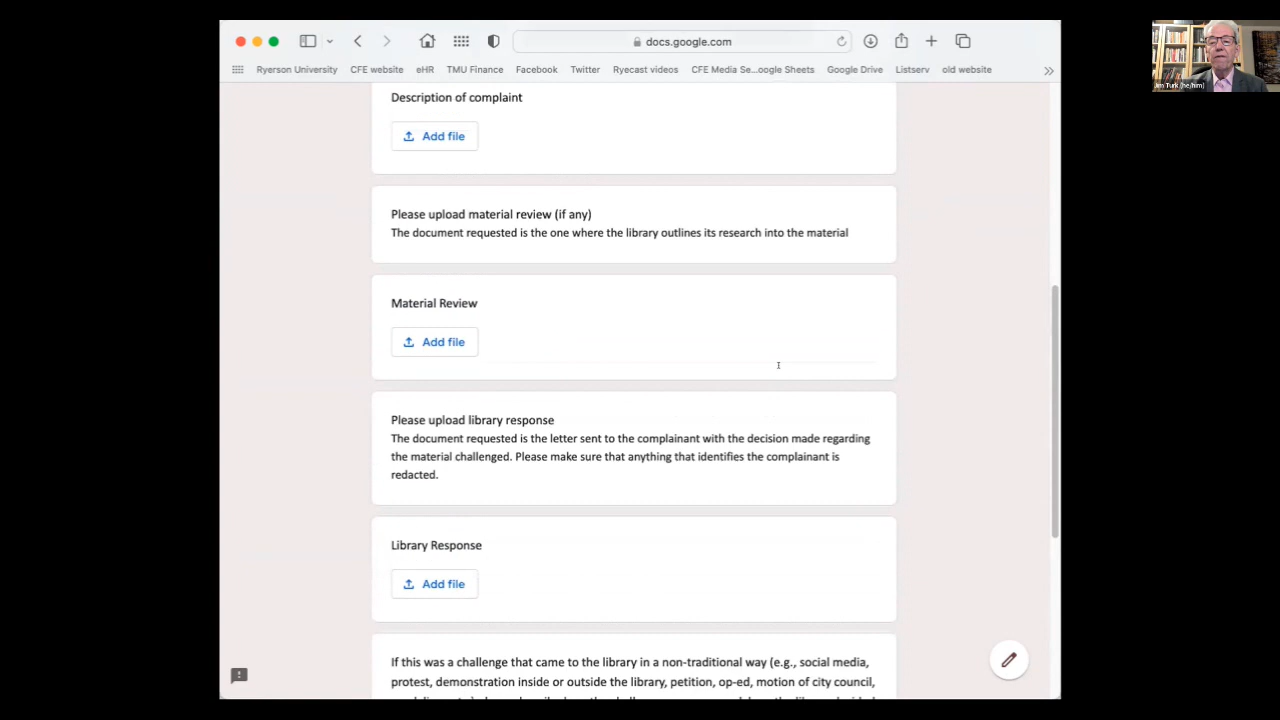 docs.google.com
Ryerson University CFE website eHR TMU Finance Facebook Twitter Ryecast videos CFE Media Se...oogle Sheets Google Drive Listserv old website
Jim Turk (he/him)
Description of complaint
Add file
Please upload material review (if any)
The document requested is the one where the library outlines its research into the material
Material Review
Add file
Please upload library response
The document requested is the letter sent to the complainant with the decision made regarding
the material challenged. Please make sure that anything that identifies the complainant is
redacted.
Library Response
Add file
If this was a challenge that came to the library in a non-traditional way (e.g., social media,
protest, demonstration inside or outside the library, petition, op-ed, motion of city council,